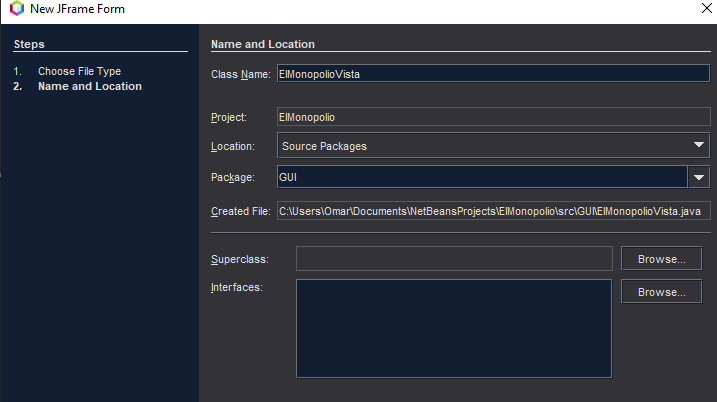 New JFrame Form
Steps
1. Choose File Type
2. Name and Location
Name and Location
Class Name: ElMonopolioVista
Project: ElMonopolio
Location: Source Packages
Package: GUI
Created File: C:\Users\Omar\Documents\NetBeansProjects\ElMonopolio\src\GUI\ElMonopolioVista.java
Superclass: Browse...
Interfaces: Browse...